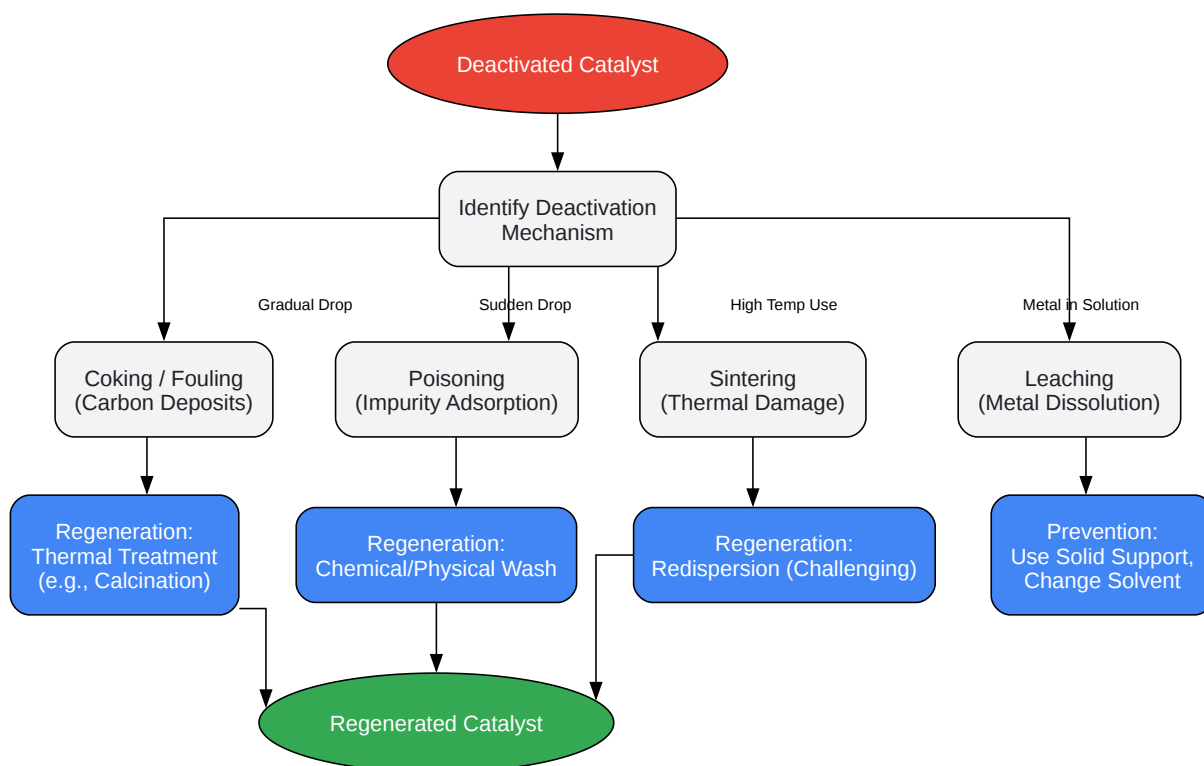 Deactivated Catalyst
Identify Deactivation
Mechanism
Gradual Drop
Sudden Drop
High Temp Use
Metal in Solution
Coking / Fouling
(Carbon Deposits)
Poisoning
(Impurity Adsorption)
Sintering
(Thermal Damage)
Leaching
(Metal Dissolution)
Regeneration:
Thermal Treatment
(e.g., Calcination)
Regeneration:
Chemical/Physical Wash
Regeneration:
Redispersion (Challenging)
Prevention:
Use Solid Support,
Change Solvent
Regenerated Catalyst